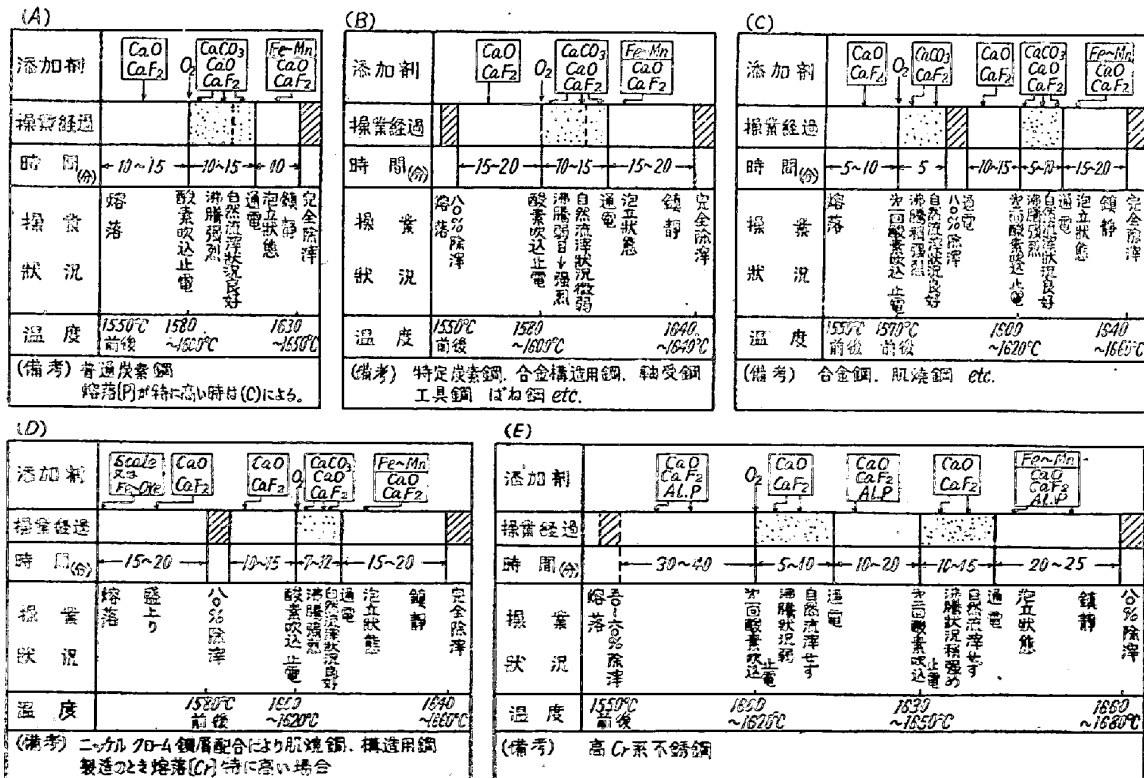 (A)
添加剤
CaO
CaF2
O2
CaCO3
CaO
CaF2
Fe~Mn
CaO
CaF2
操業経過
時間(分)
10~15
10~15
10
操業状況
熔落
酸素吹込止電
沸騰强烈
自然流滓状況良好
通電
泡立状態
鎮静
完全除滓
温度
1550°C前後
1580~1600°C
1630~1650°C
(備考) 普通炭素鋼
熔落[P]が特に高い時は(C)による。
(B)
添加剤
CaO
CaF2
O2
CaCO3
CaO
CaF2
Fe~Mn
CaO
CaF2
操業経過
時間(分)
15~20
10~15
15~20
操業状況
熔落
八〇%除滓
酸素吹込止電
沸騰弱目→强烈
自然流滓状況微弱
通電
泡立状態
鎮静
完全除滓
温度
1550°C前後
1580~1600°C
1640~1640°C
(備考) 特定炭素鋼、合金構造用鋼、軸受鋼
工具鋼 ばね鋼 etc.
(C)
添加剤
CaO
CaF2
O2
CaCO3
CaO
CaF2
CaO
CaF2
CaCO3
CaO
CaF2
Fe~Mn
CaO
CaF2
操業経過
時間(分)
5~10
5
10~15
5~10
15~20
操業状況
熔落
酸素吹込止電
沸騰稍强烈
自然流滓状況良好
八〇%除滓
通電
酸素吹込止電
沸騰强烈
自然流滓状況良好
通電
泡立状態
鎮静
完全除滓
温度
1550°C前後
1570°C前後
1600~1620°C
1640~1660°C
(備考) 合金鋼、肌焼鋼 etc.
(D)
添加剤
Scale
又は
Fe-Ore
CaO
CaF2
CaO
CaF2
O2
CaCO3
CaO
CaF2
Fe~Mn
CaO
CaF2
操業経過
時間(分)
15~20
10~15
7~12
15~20
操業状況
熔落
盛上り
八〇%除滓
酸素吹込止電
沸騰强烈
自然流滓状況良好
通電
泡立状態
鎮静
完全除滓
温度
1580°C前後
1600~1620°C
1640~1660°C
(備考) ニッケルクローム鋼屑配合により肌焼鋼、構造用鋼
製造のとき熔落[Cr]特に高い場合
(E)
添加剤
CaO
CaF2
Al.P
O2
CaO
CaF2
CaO
CaF2
Al.P
CaO
CaF2
Fe~Mn
CaO
CaF2
Al.P
操業経過
時間(分)
30~40
5~10
10~20
10~15
20~25
操業状況
熔落
五~六〇%除滓
酸素吹込止電
沸騰状況弱
自然流滓せず
通電
酸素吹込止電
沸騰状況稍强め
自然流滓せず
通電
泡立状態
鎮静
八〇%除滓
温度
1550°C前後
1600~1620°C
1630~1650°C
1660~1680°C
(備考) 高Cr系不銹鋼